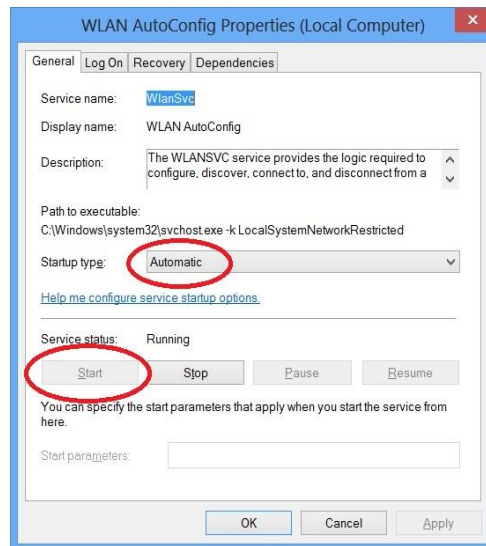 WLAN AutoConfig Properties (Local Computer)
General Log On Recovery Dependencies
Service name: WlanSvc
Display name: WLAN AutoConfig
Description: The WLANSVC service provides the logic required to
configure, discover, connect to, and disconnect from a
Path to executable:
C:\Windows\system32\svchost.exe -k LocalSystemNetworkRestricted
Startup type: Automatic
Help me configure service startup options.
Service status: Running
Start Stop Pause Resume
You can specify the start parameters that apply when you start the service from
here.
Start parameters:
OK Cancel Apply